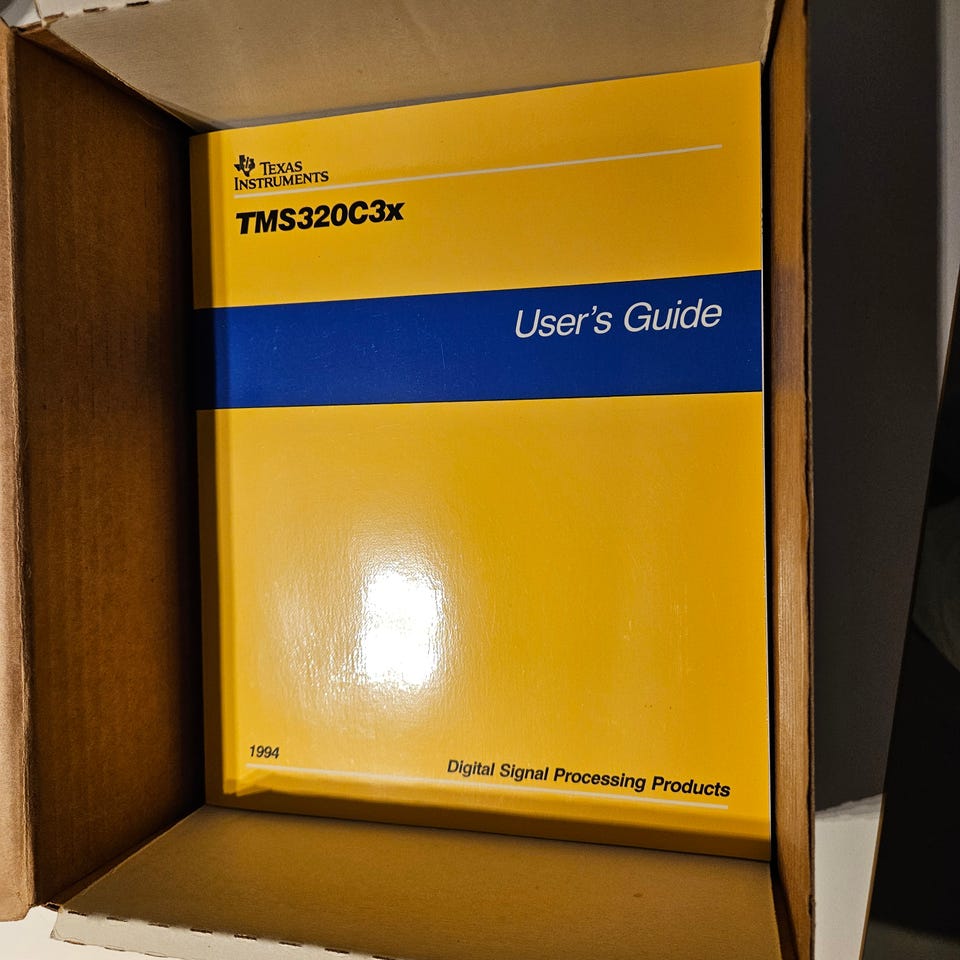 TEXAS
INSTRUMENTS
TMS320C3x
User's Guide
1994
Digital Signal Processing Products